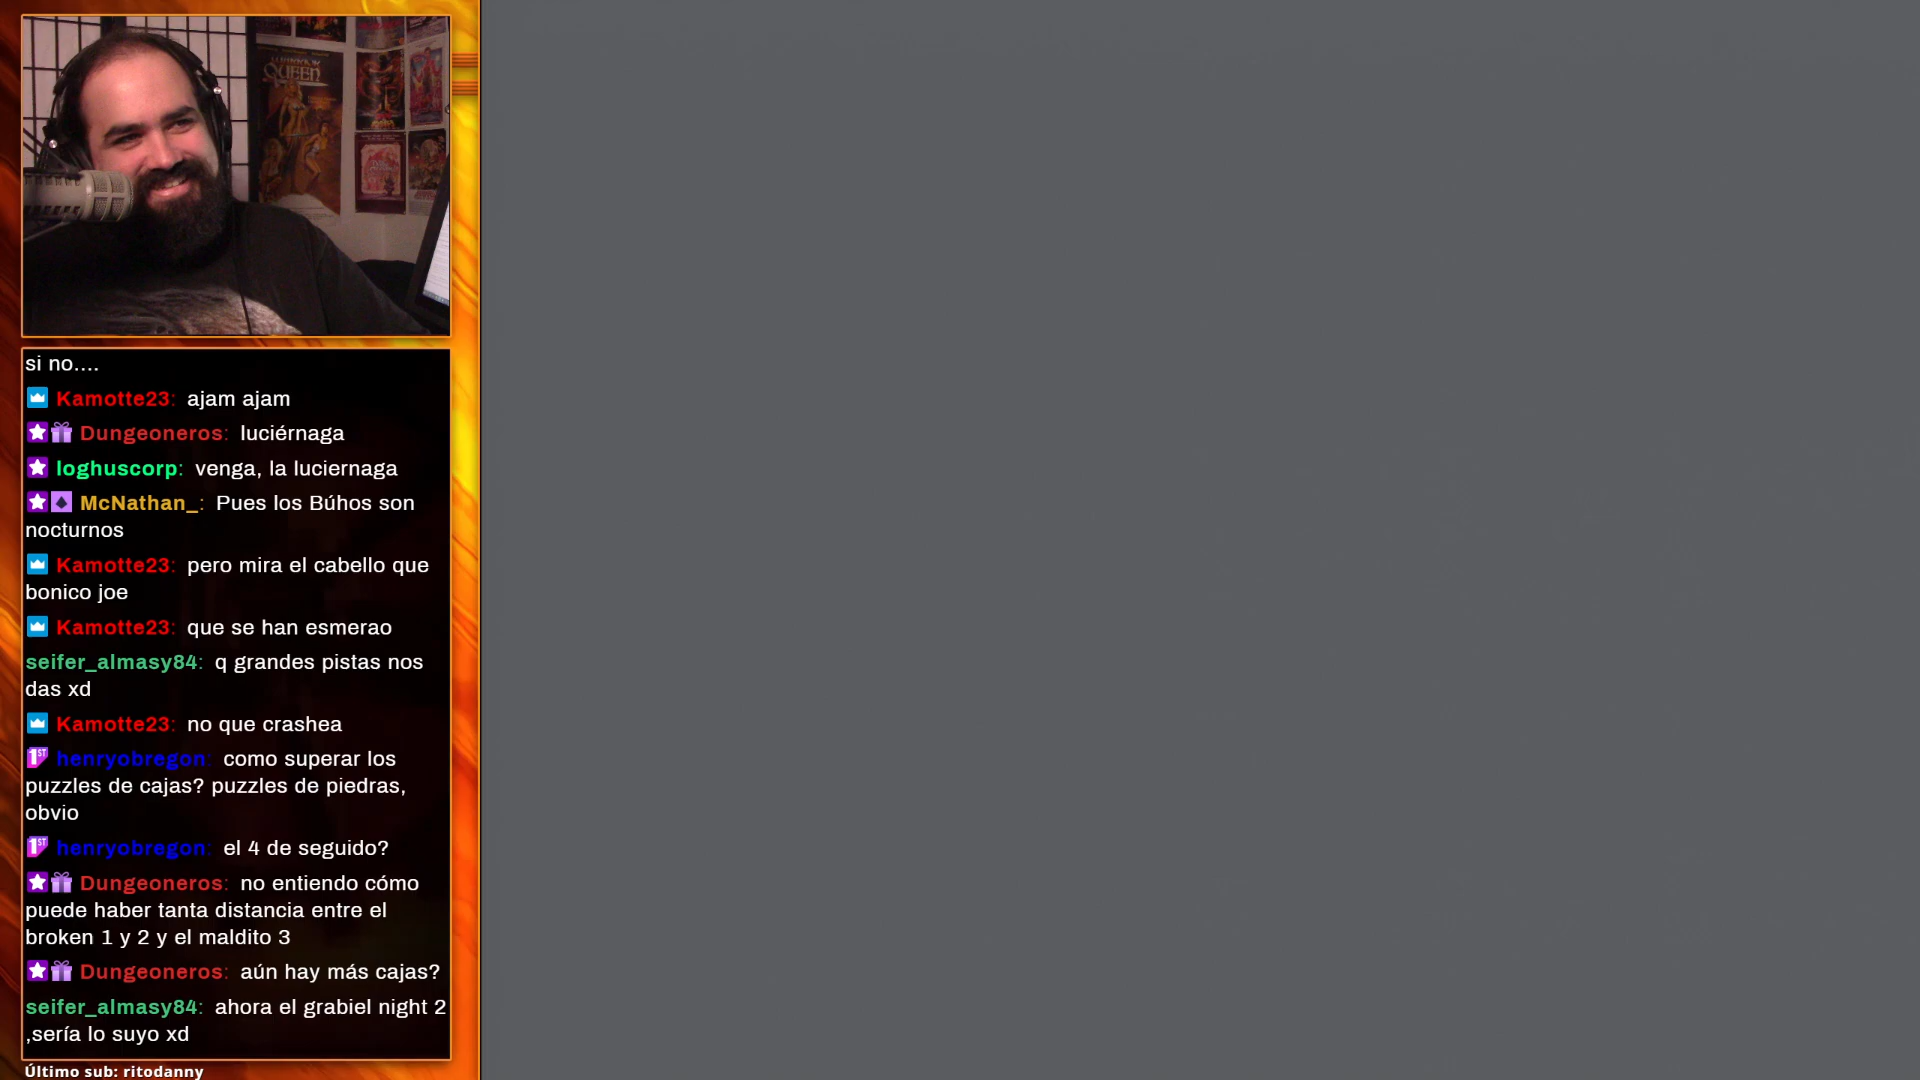 QUEEN
si no....
Kamotte23: ajam ajam
Dungeoneros: luciérnaga
loghuscorp: venga, la luciernaga
McNathan_: Pues los Búhos son
nocturnos
Kamotte23: pero mira el cabello que
bonico joe
Kamotte23: que se han esmerao
seifer_almasy84: q grandes pistas nos
das xd
Kamotte23: no que crashea
henryobregon: como superar los
puzzles de cajas? puzzles de piedras,
obvio
henryobregon: el 4 de seguido?
Dungeoneros: no entiendo cómo
puede haber tanta distancia entre el
broken 1 y 2 y el maldito 3
Dungeoneros: aún hay más cajas?
seifer_almasy84: ahora el grabiel night 2
,sería lo suyo xd
Último sub: ritodanny